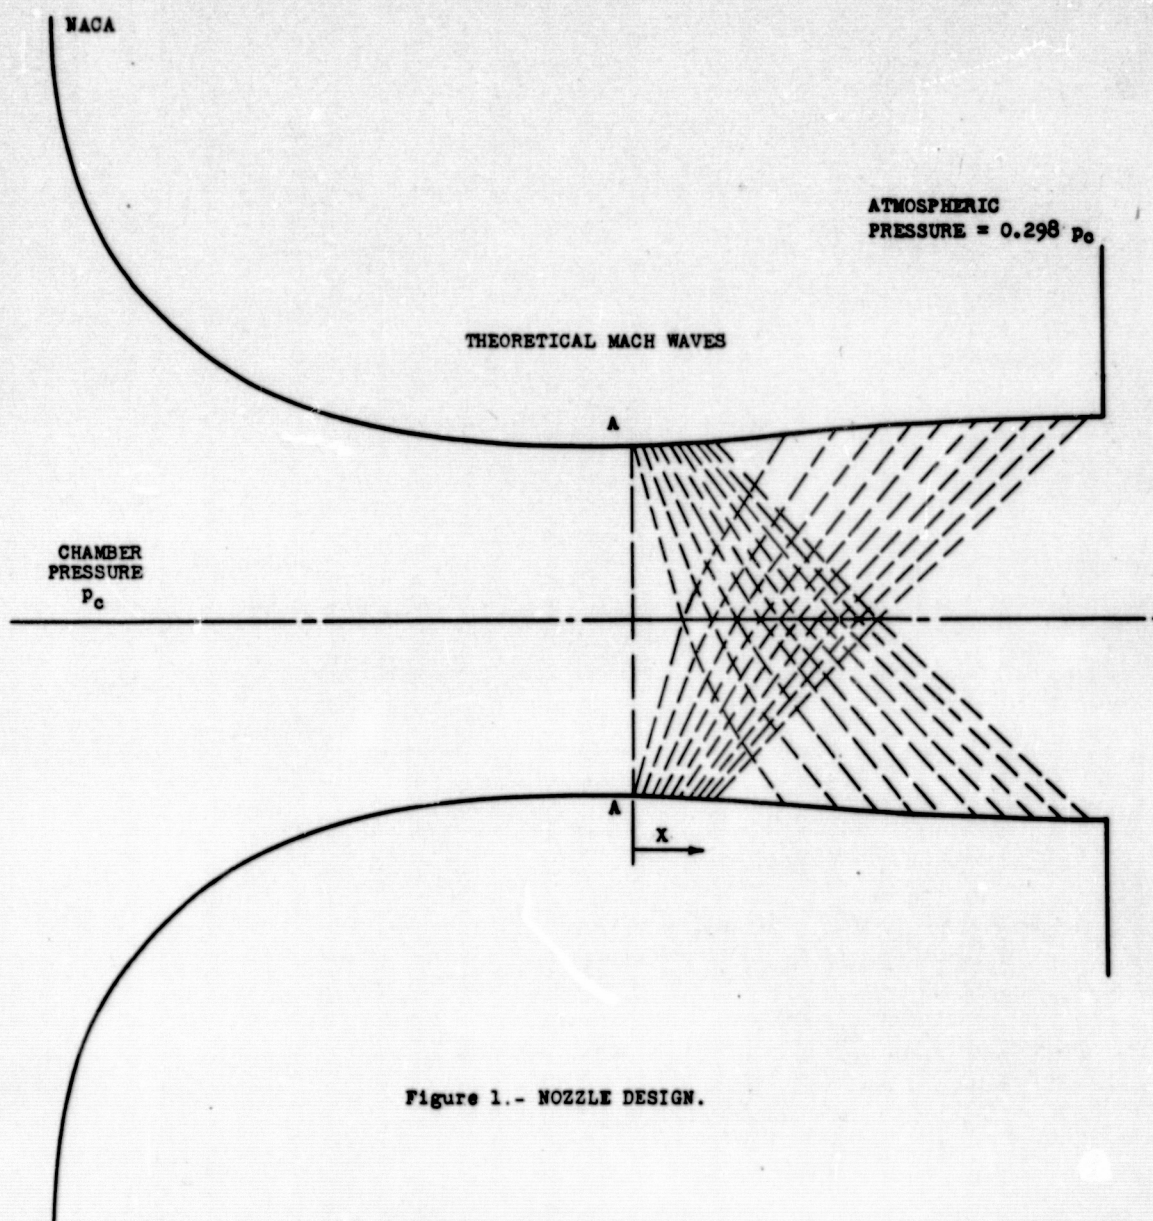 NACA
ATMOSPHERIC
PRESSURE = 0.298 pc
THEORETICAL MACH WAVES
A
CHAMBER
PRESSURE
pc
A
X
Figure 1.- NOZZLE DESIGN.